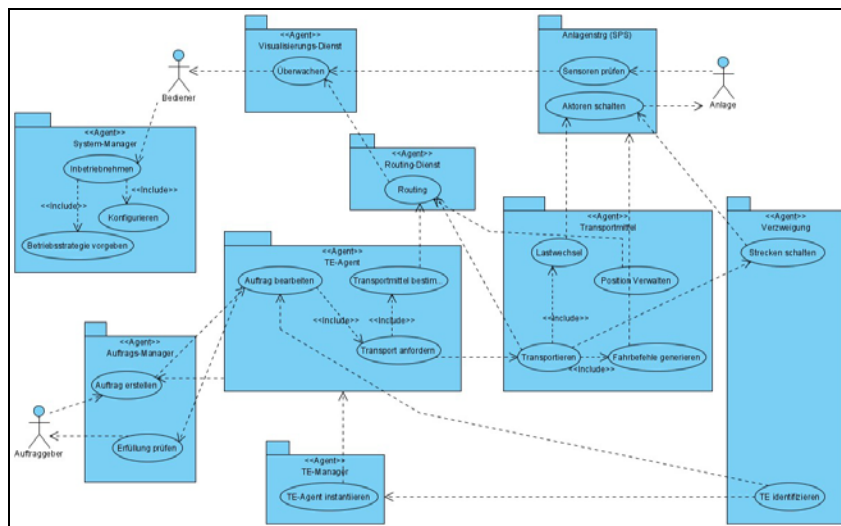 <<Agent>>
Visualisierungs-Dienst
Überwachen
Anlagenstrg (SPS)
Sensoren prüfen
Aktoren schalten
Anlage
Bediener
<<Agent>>
System-Manager
Inbetriebnehmen
<<Include>>
<<Include>>
Konfigurieren
Betriebsstrategie vorgeben
<<Agent>>
Routing-Dienst
Routing
<<Agent>>
TE-Agent
Auftrag bearbeiten
Transportmittel bestim...
<<Include>>
<<Include>>
Transport anfordern
<<Agent>>
Transportmittel
Lastwechsel
Position Verwalten
<<Include>>
Transportieren
<<Include>>
Fahrbefehle generieren
<<Agent>>
Verzweigung
Strecken schalten
TE identifizieren
<<Agent>>
Auftrags-Manager
Auftrag erstellen
Erfüllung prüfen
Auftraggeber
<<Agent>>
TE-Manager
TE-Agent instantiieren